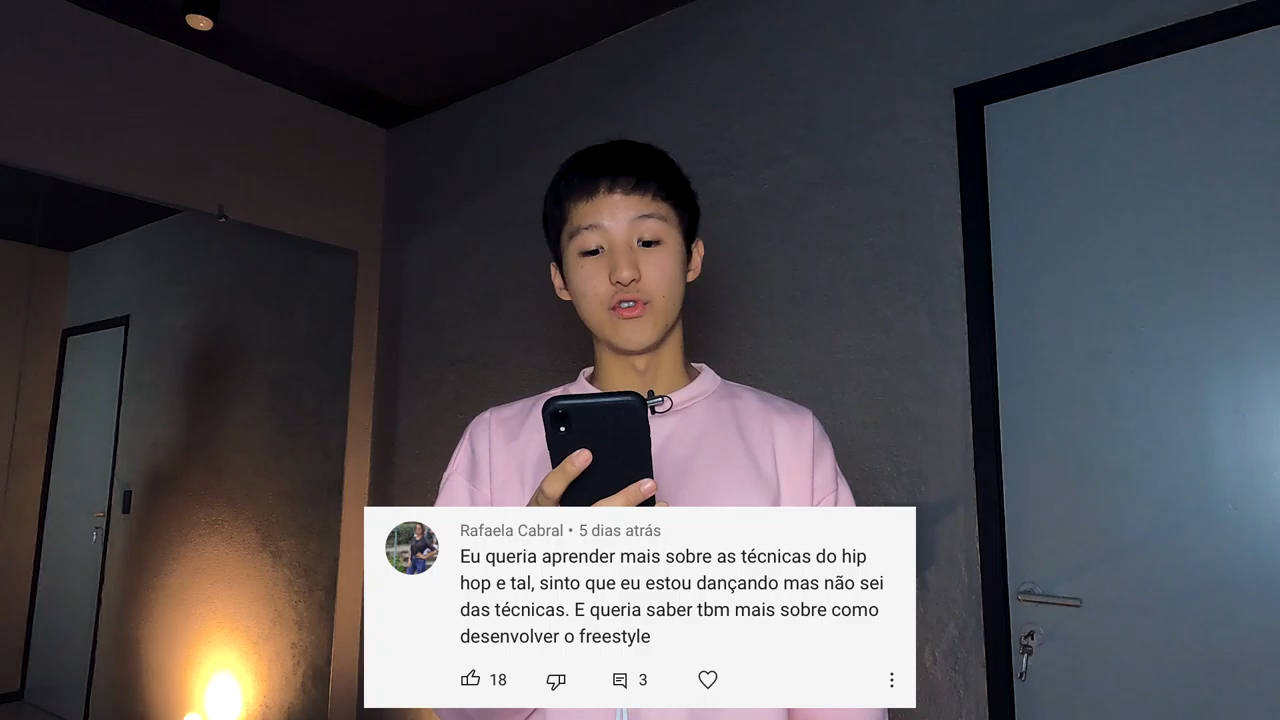 Rafaela Cabral • 5 dias atrás
Eu queria aprender mais sobre as técnicas do hip
hop e tal, sinto que eu estou dançando mas não sei
das técnicas. E queria saber tbm mais sobre como
desenvolver o freestyle
18
3